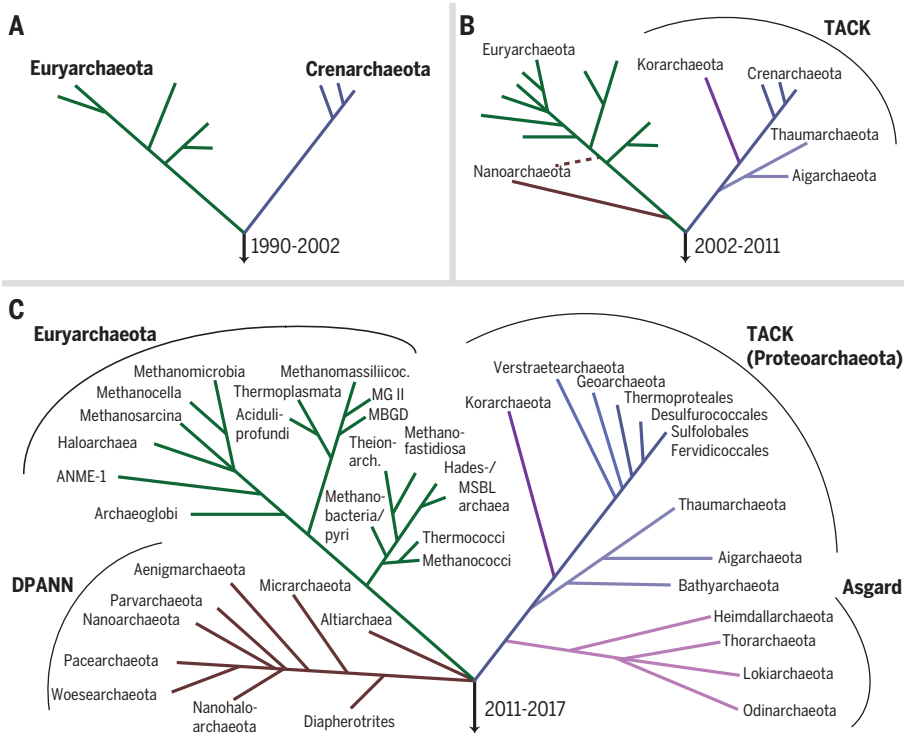 A
Euryarchaeota
Crenarchaeota
1990-2002
B
TACK
Euryarchaeota
Korarchaeota
Crenarchaeota
Thaumarchaeota
Nanoarchaeota
Aigarchaeota
2002-2011
C
Euryarchaeota
TACK
(Proteoarchaeota)
Methanomicrobia
Methanocella
Methanosarcina
Haloarchaea
ANME-1
Archaeoglobi
Methanomassiliicoc.
Thermoplasmata
Aciduli-
profundi
MG II
MBGD
Theion-
arch.
Methano-
fastidiosa
Hades-/
MSBL
archaea
Methano-
bacteria/
pyri
Thermococci
Methanococci
Verstraetearchaeota
Geoarchaeota
Korarchaeota
Thermoproteales
Desulfurococcales
Sulfolobales
Fervidicoccales
Thaumarchaeota
Aigarchaeota
Bathyarchaeota
DPANN
Aenigmarchaeota
Micrarchaeota
Parvarchaeota
Nanoarchaeota
Altiarchaea
Pacearchaeota
Woesearchaeota
Nanohalo-
archaeota
Diapherotrites
Asgard
Heimdallarchaeota
Thorarchaeota
Lokiarchaeota
Odinarchaeota
2011-2017